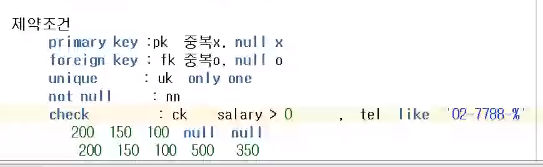 제약조건
primary key :pk 중복x, null x
foreign key : fk 중복o, null o
unique : uk only one
not null : nn
check : ck salary > 0 , tel like '02-7788-%'
200 150 100 null null
200 150 100 500 350